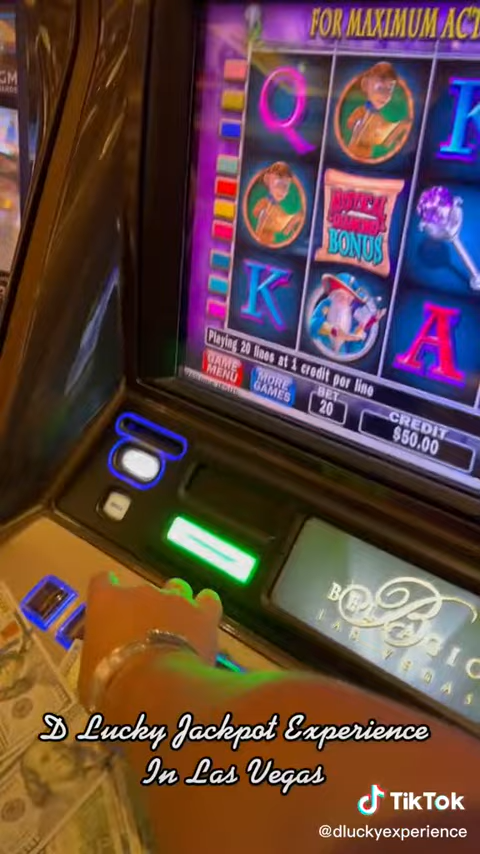 FOR MAXIMUM ACT
Q
K
BONUS
K
A
Playing 20 lines at 1 credit per line
GAME
MENU
MORE
GAMES
BET
20
CREDIT
$50.00
BELLAGIO
LAS VEGAS
D Lucky Jackpot Experience
In Las Vegas
TikTok
@dluckyexperience